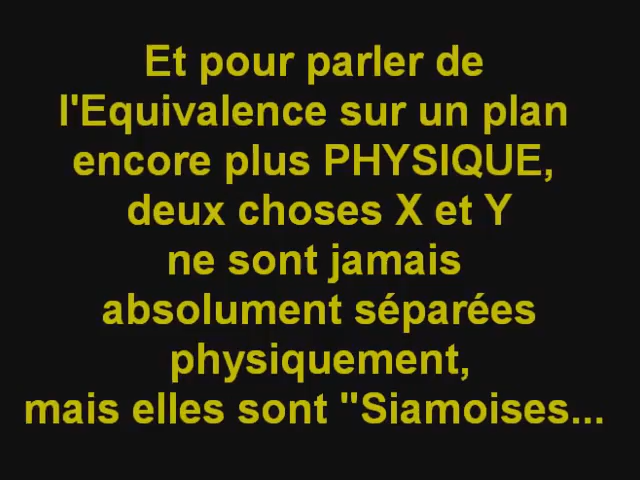 Et pour parler de
l'Equivalence sur un plan
encore plus PHYSIQUE,
deux choses X et Y
ne sont jamais
absolument séparées
physiquement,
mais elles sont "Siamoises...